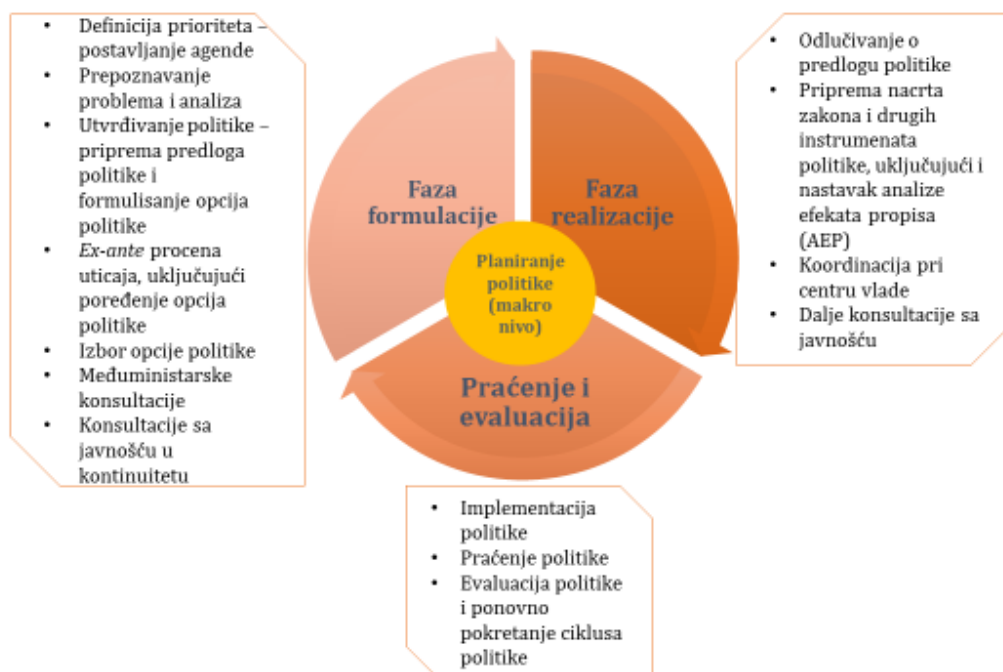 • Definicija prioriteta –
postavljanje agende
• Prepoznavanje
problema i analiza
• Utvrđivanje politike –
priprema predloga
politike i
formulisanje opcija
politike
• Ex-ante procena
uticaja, uključujući
poređenje opcija
politike
• Izbor opcije politike
• Međuministarske
konsultacije
• Konsultacije sa
javnošću u
kontinuitetu
Faza
formulacije
Faza
realizacije
Planiranje
politike
(makro
nivo)
Praćenje i
evaluacija
• Odlučivanje o
predlogu politike
• Priprema nacrta
zakona i drugih
instrumenata
politike, uključujući i
nastavak analize
efekata propisa
(AEP)
• Koordinacija pri
centru vlade
• Dalje konsultacije sa
javnošću
• Implementacija
politike
• Praćenje politike
• Evaluacija politike
i ponovno
pokretanje ciklusa
politike